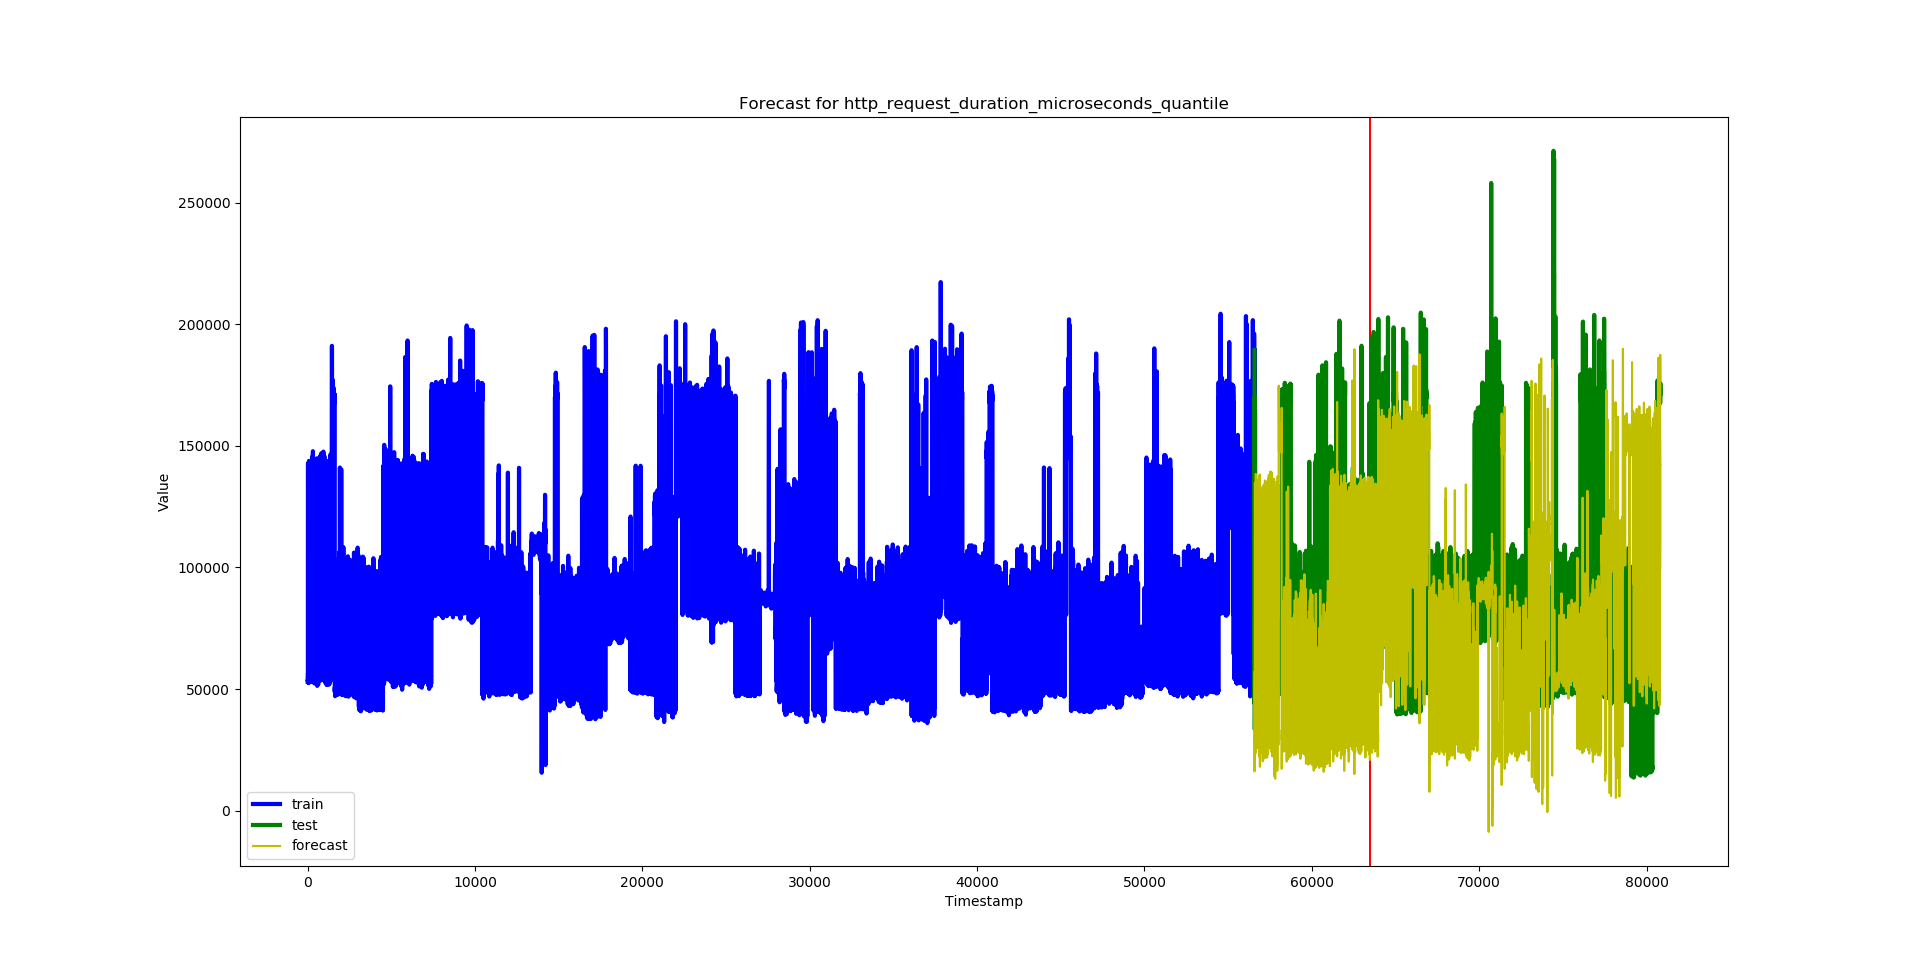 Forecast for http_request_duration_microseconds_quantile
Value
250000
200000
150000
100000
50000
0
train
test
forecast
0 10000 20000 30000 40000 50000 60000 70000 80000
Timestamp